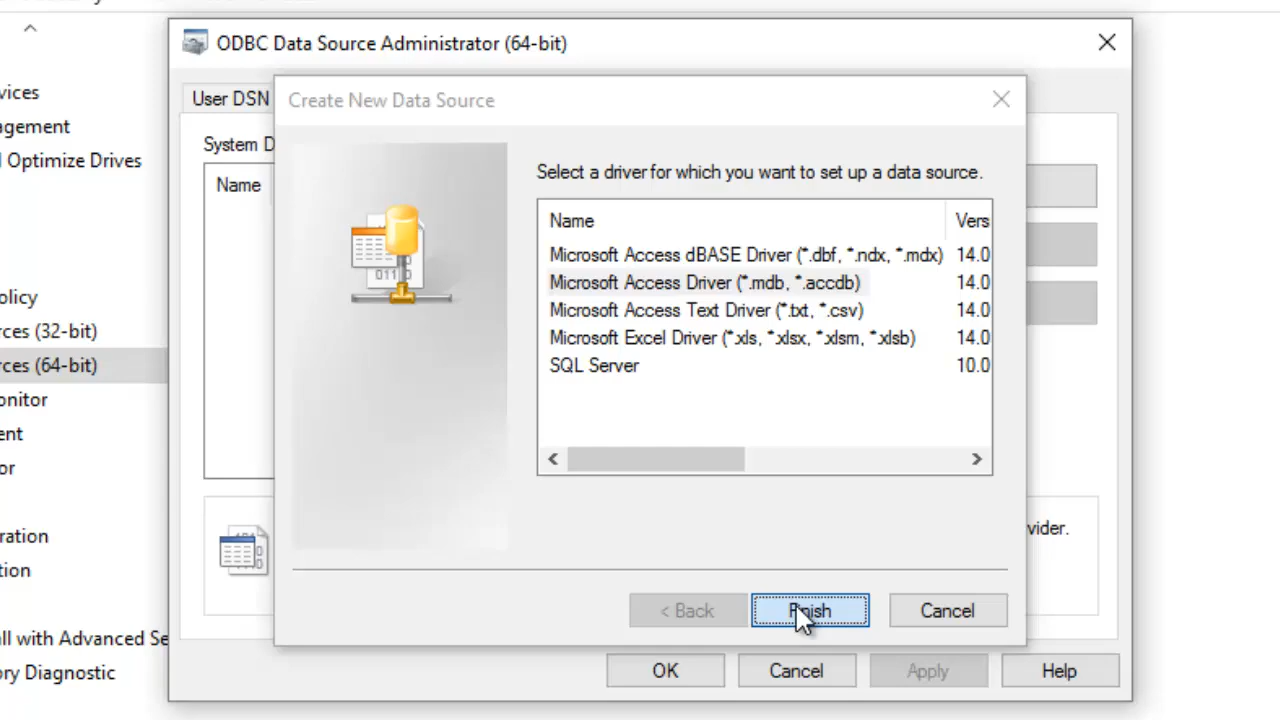 ODBC Data Source Administrator (64-bit)
vices
agement
Optimize Drives
olicy
rces (32-bit)
rces (64-bit)
onitor
ent
or
ration
tion
all with Advanced Se
ory Diagnostic
User DSN
System D
Name
Create New Data Source
Select a driver for which you want to set up a data source.
Name Vers
Microsoft Access dBASE Driver (*.dbf, *.ndx, *.mdx) 14.0
Microsoft Access Driver (*.mdb, *.accdb) 14.0
Microsoft Access Text Driver (*.txt, *.csv) 14.0
Microsoft Excel Driver (*.xls, *.xlsx, *.xlsm, *.xlsb) 14.0
SQL Server 10.0
vider.
< Back Finish Cancel
OK Cancel Apply Help